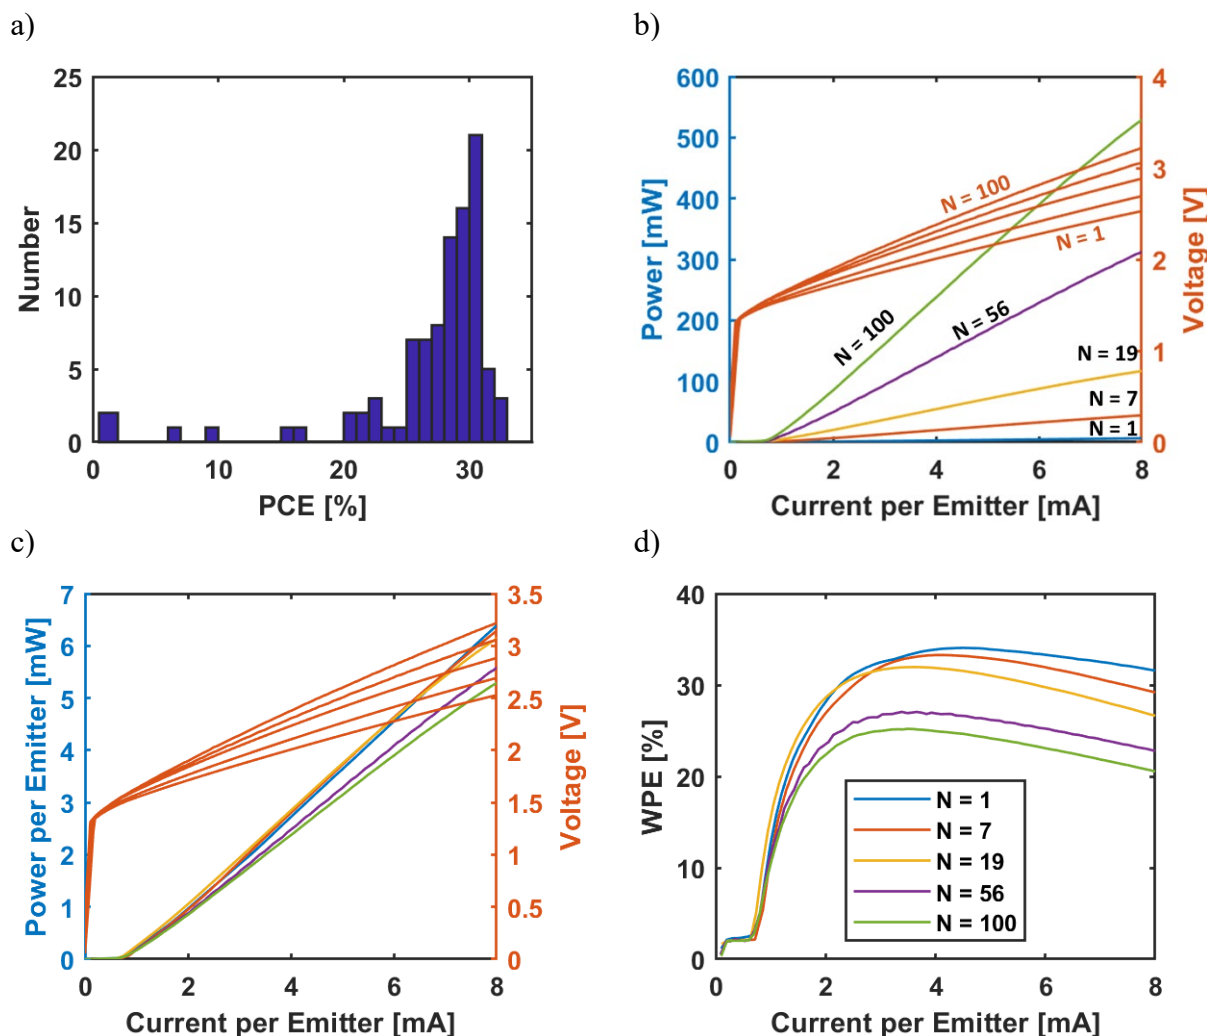 a)
25
20
15
10
5
0
Number
0 10 20 30
PCE [%]
b)
600
500
400
300
200
100
0
Power [mW]
N = 100
N = 1
N = 100
N = 56
N = 19
N = 7
N = 1
4
3
2
1
0
Voltage [V]
0 2 4 6 8
Current per Emitter [mA]
c)
7
6
5
4
3
2
1
0
Power per Emitter [mW]
3.5
3
2.5
2
1.5
1
0.5
0
Voltage [V]
0 2 4 6 8
Current per Emitter [mA]
d)
40
30
20
10
0
WPE [%]
N = 1
N = 7
N = 19
N = 56
N = 100
0 2 4 6 8
Current per Emitter [mA]